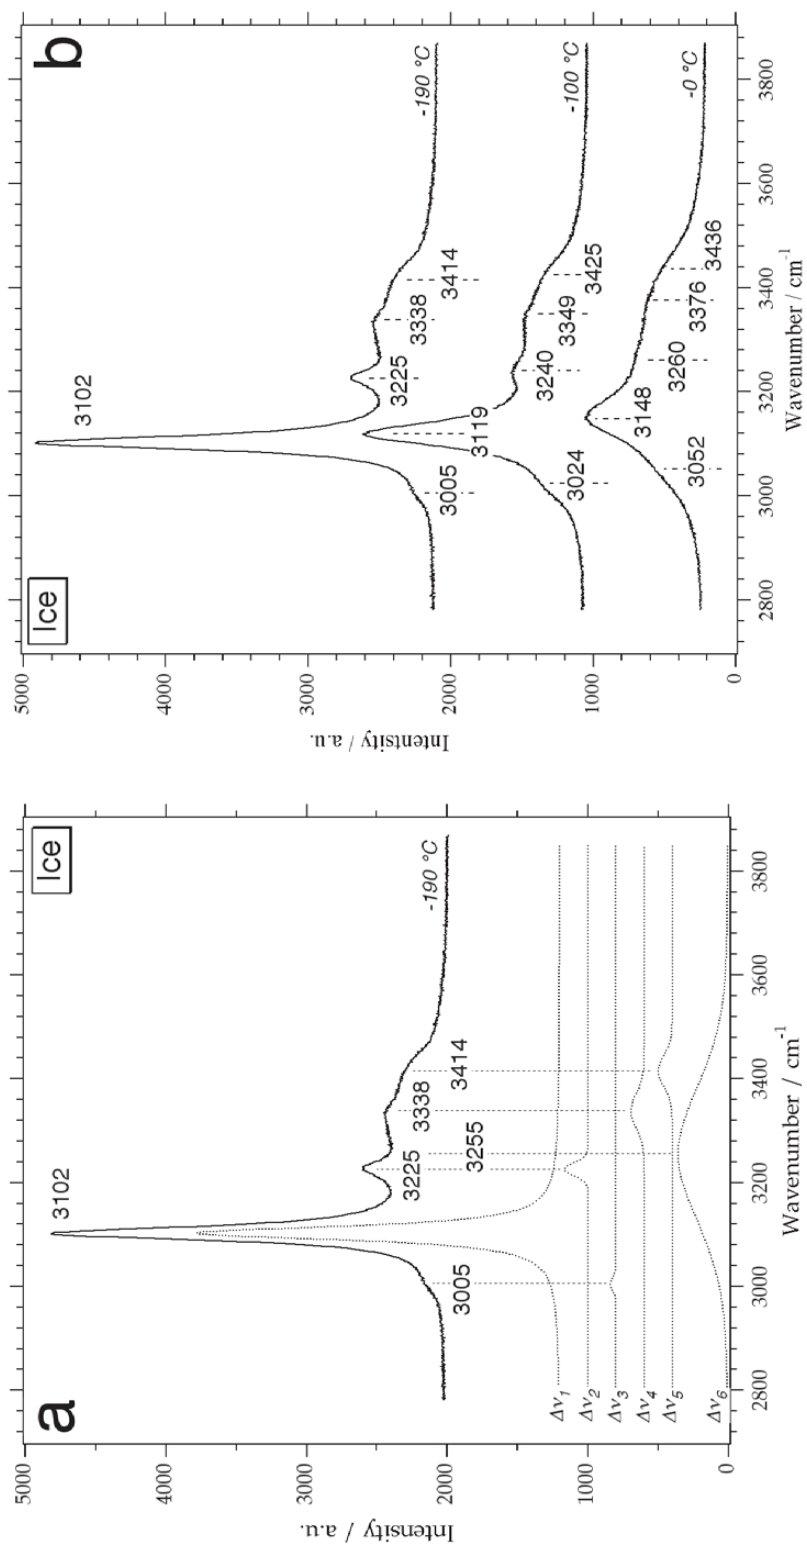 a
Ice
5000
4000
3000
2000
1000
0
Intensity / a.u.
3102
-190 °C
3005
3225
3255
3338
3414
Δν1
Δν2
Δν3
Δν4
Δν5
Δν6
2800
3000
3200
3400
3600
3800
Wavenumber / cm-1
b
Ice
5000
4000
3000
2000
1000
0
Intentsity / a.u.
3102
-190 °C
3005
3225
3338
3414
-100 °C
3024
3119
3240
3349
3425
-0 °C
3052
3148
3260
3376
3436
2800
3000
3200
3400
3600
3800
Wavenumber / cm-1